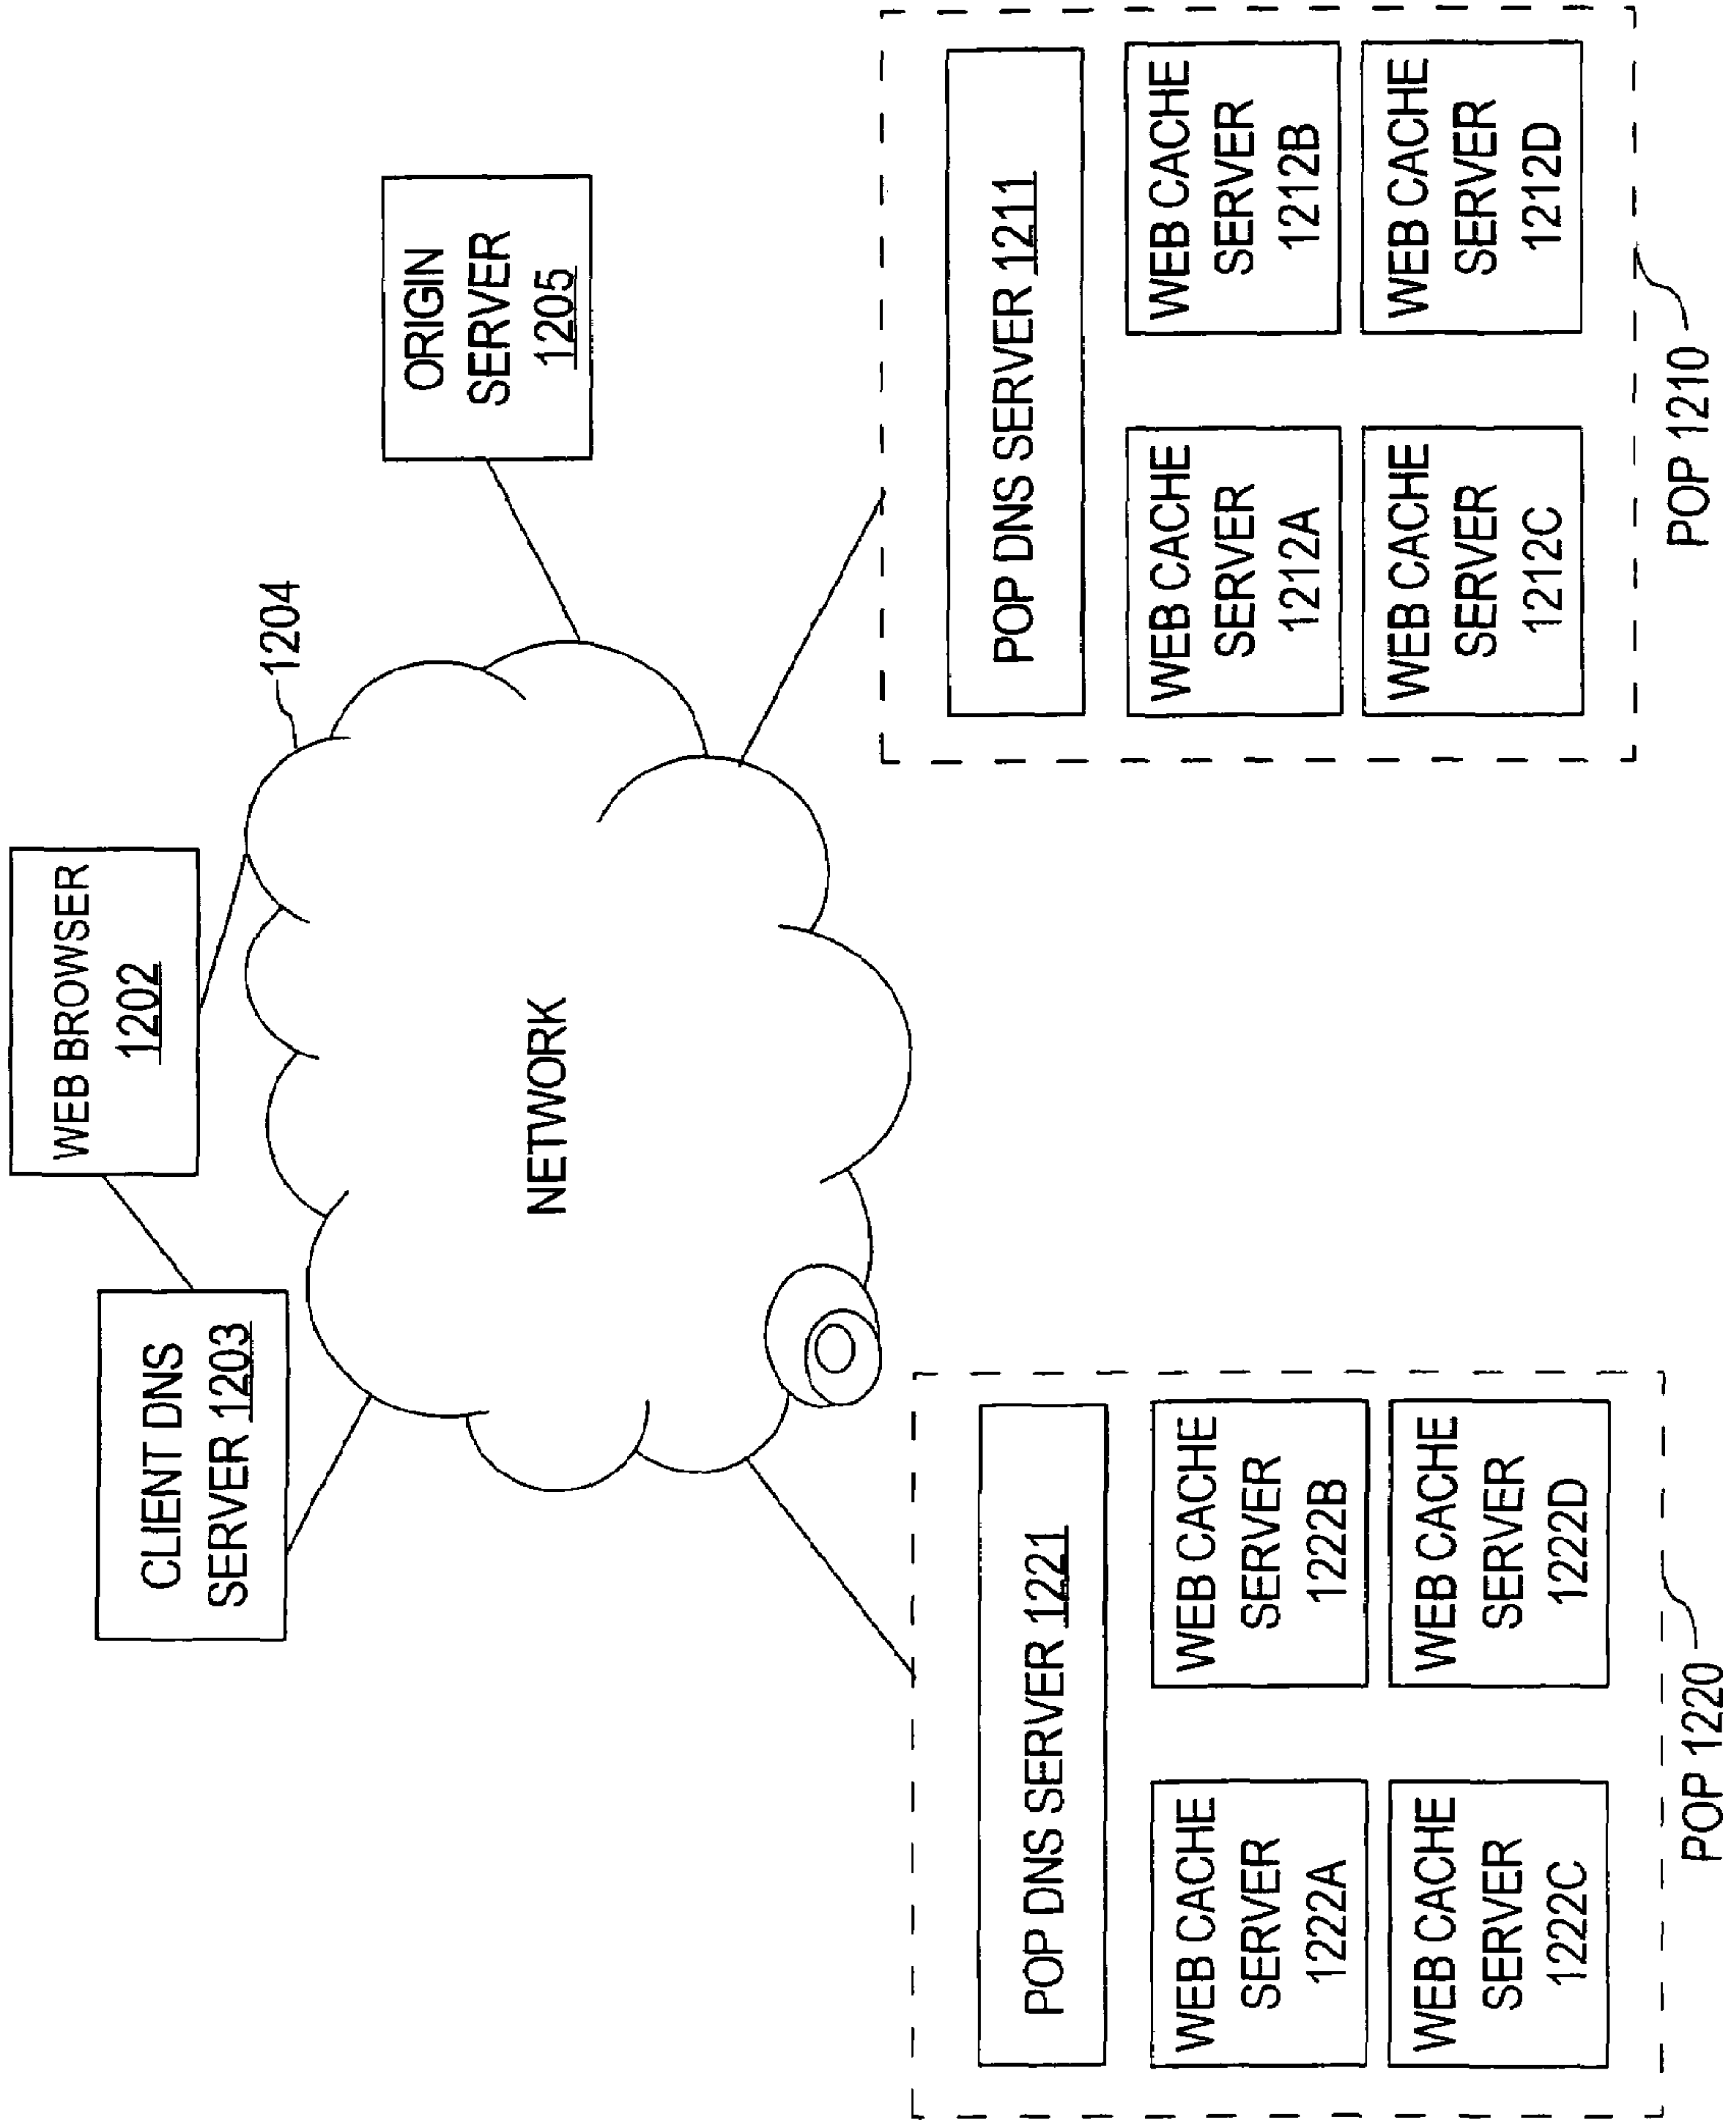 CLIENT DNS
SERVER 1203
WEB BROWSER
1202
1204
ORIGIN
SERVER
1205
NETWORK
POP DNS SERVER 1221
WEB CACHE
SERVER
1222A
WEB CACHE
SERVER
1222B
WEB CACHE
SERVER
1222C
WEB CACHE
SERVER
1222D
POP 1220
POP DNS SERVER 1211
WEB CACHE
SERVER
1212A
WEB CACHE
SERVER
1212B
WEB CACHE
SERVER
1212C
WEB CACHE
SERVER
1212D
POP 1210